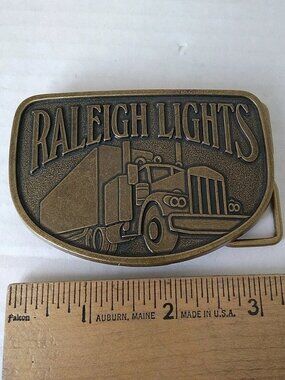 RALEIGH LIGHTS
1 2 3
Falcon AUBURN, MAINE MADE IN U.S.A.